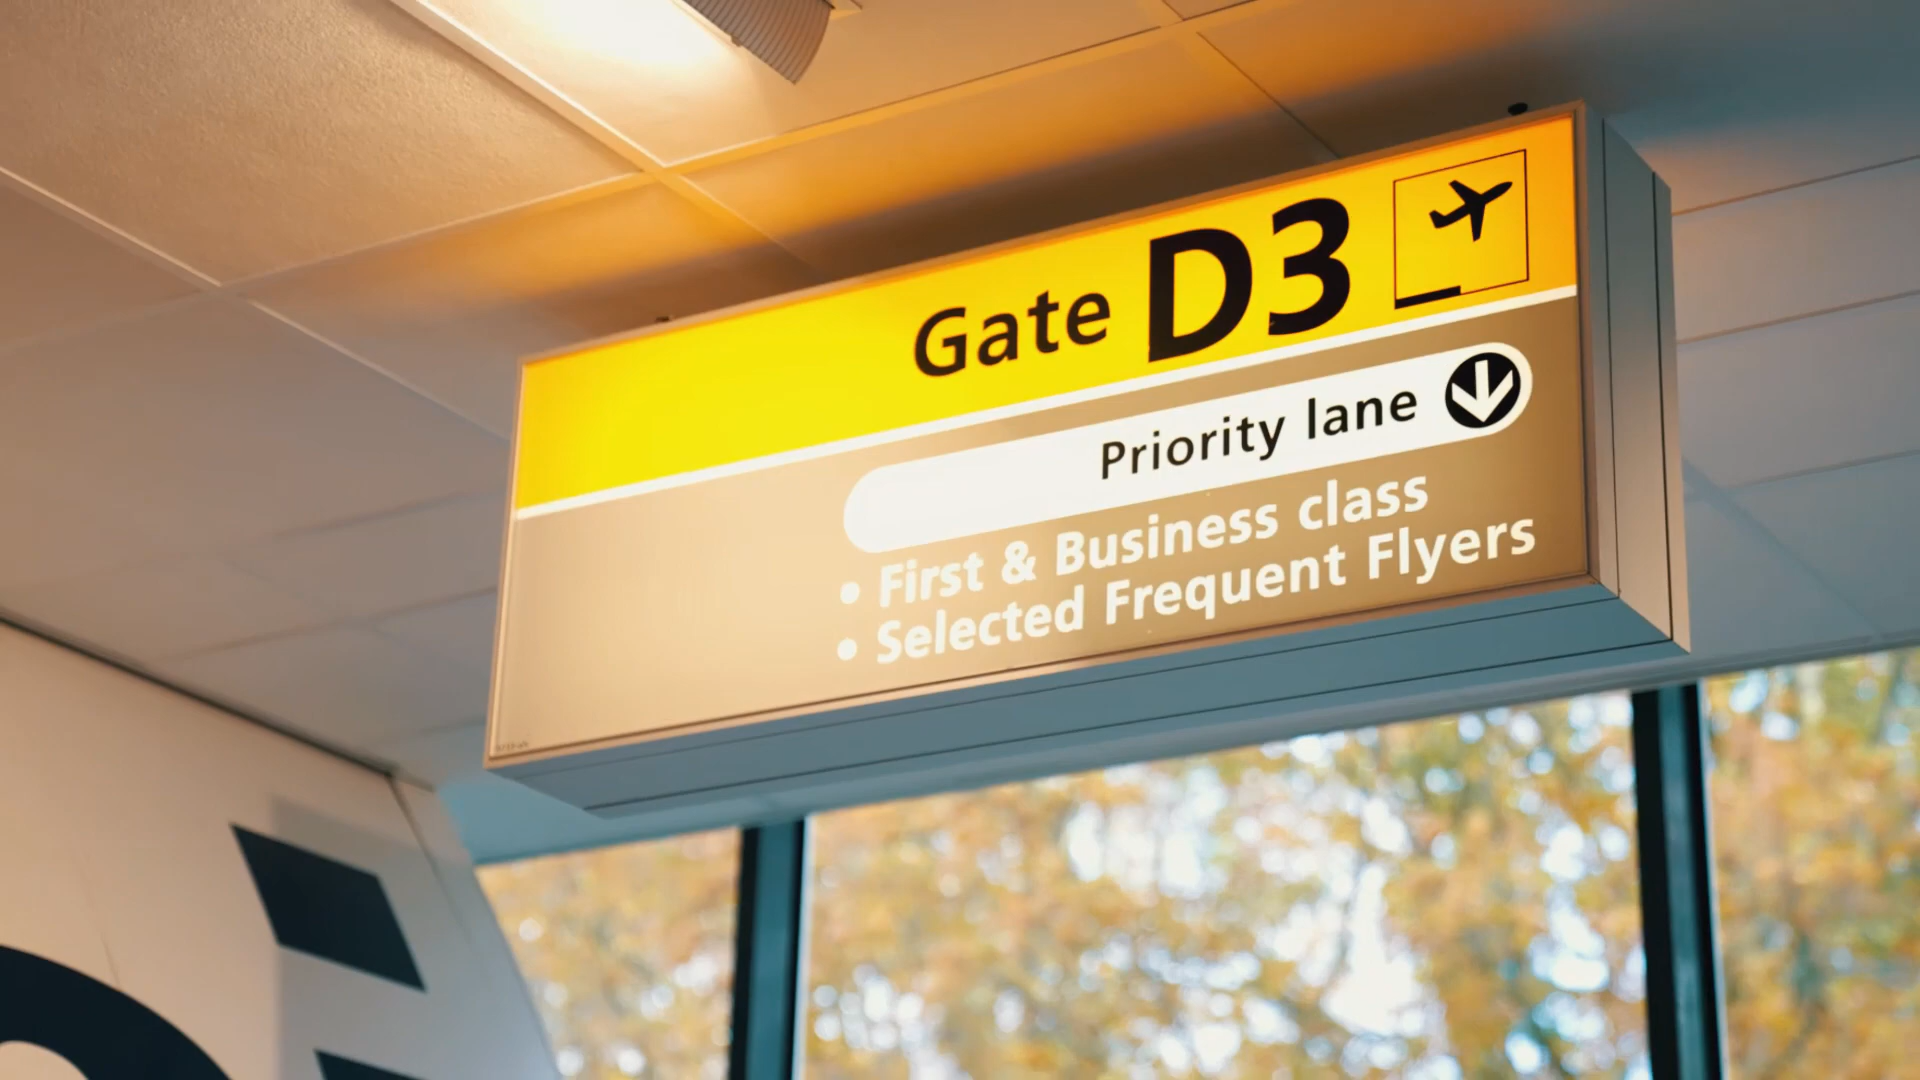 Gate D3
Priority lane
• First & Business class
• Selected Frequent Flyers